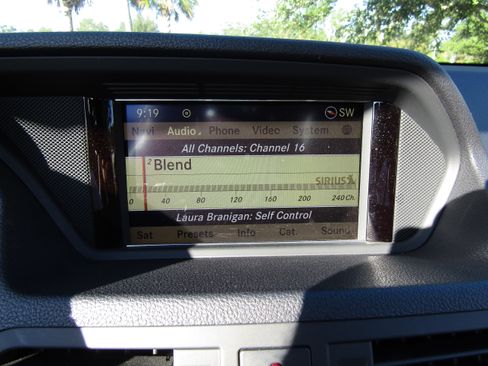 9:19 SW
Navi Audio Phone Video System
All Channels: Channel 16
2 Blend
SIRIUS
0 40 80 120 160 200 240 Ch.
Laura Branigan: Self Control
Sat Presets Info Cat. Sound